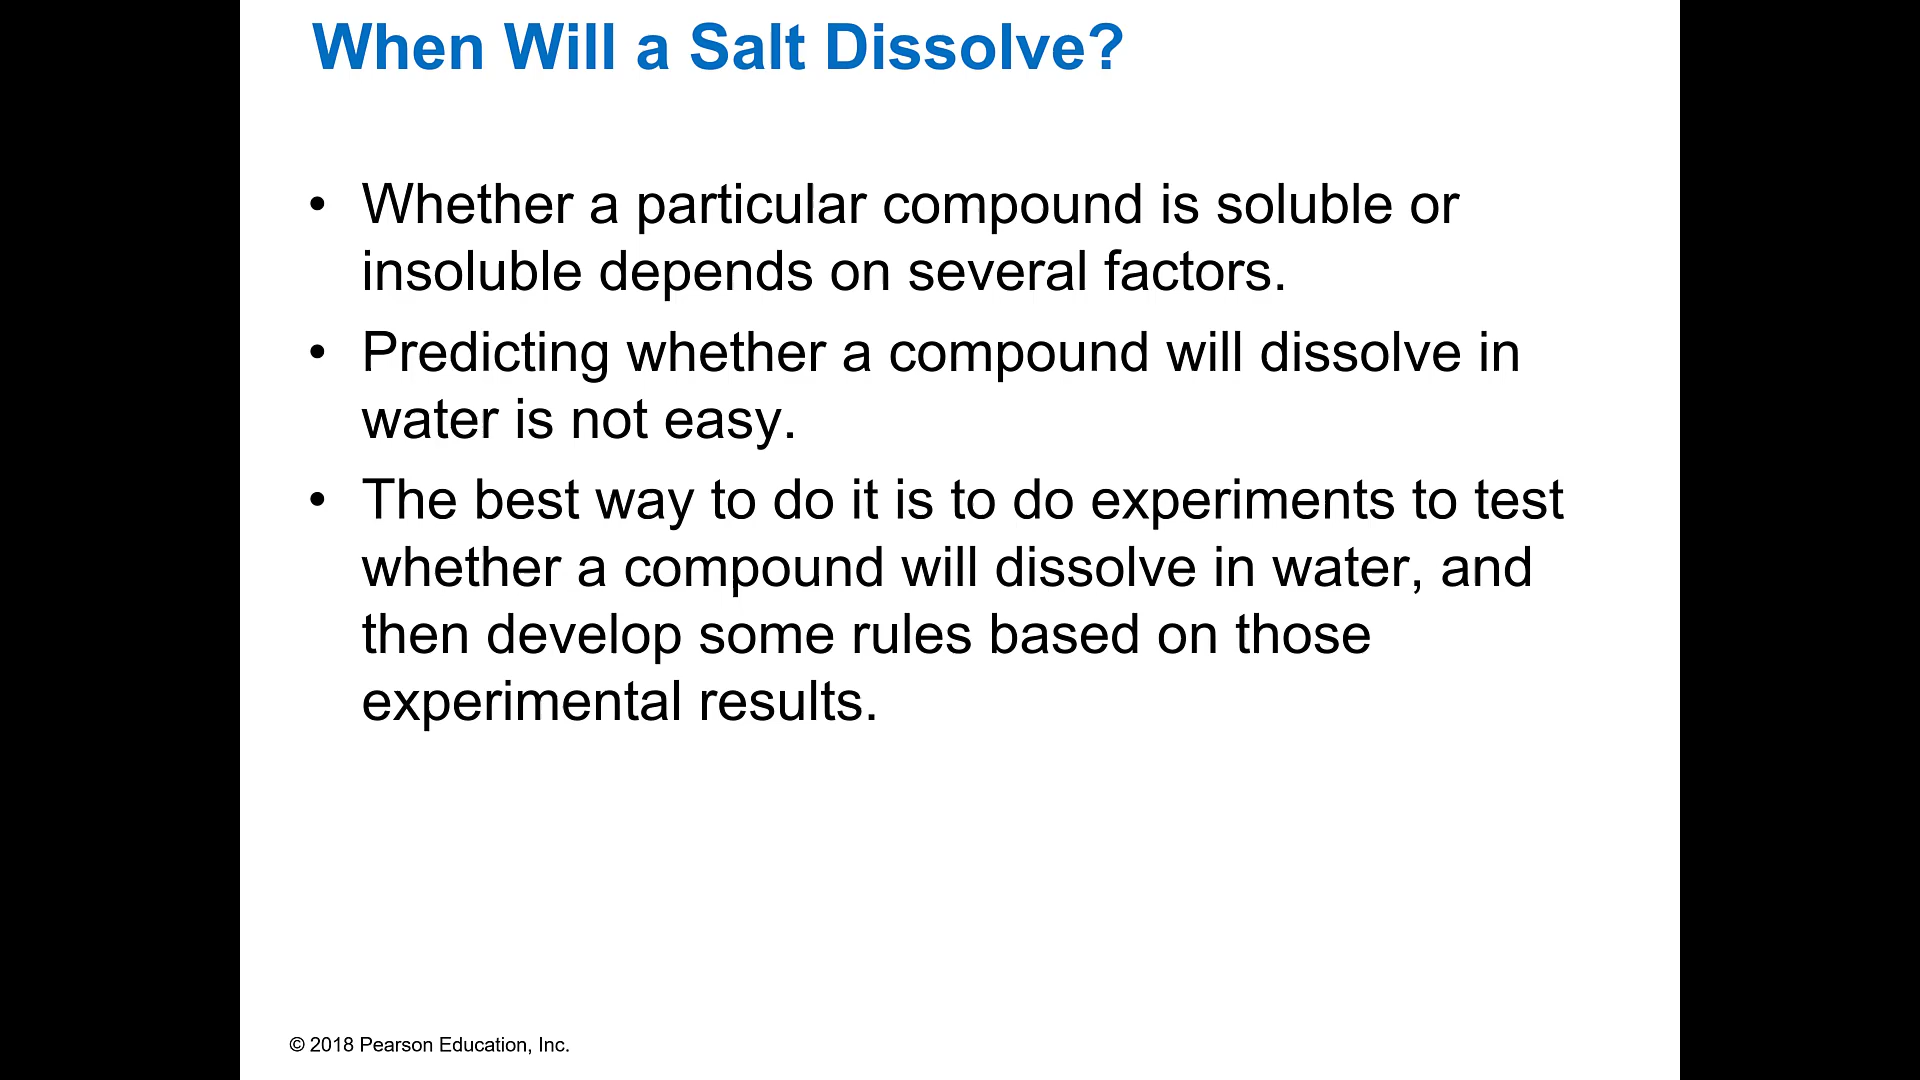 When Will a Salt Dissolve?
• Whether a particular compound is soluble or
insoluble depends on several factors.
• Predicting whether a compound will dissolve in
water is not easy.
• The best way to do it is to do experiments to test
whether a compound will dissolve in water, and
then develop some rules based on those
experimental results.
© 2018 Pearson Education, Inc.